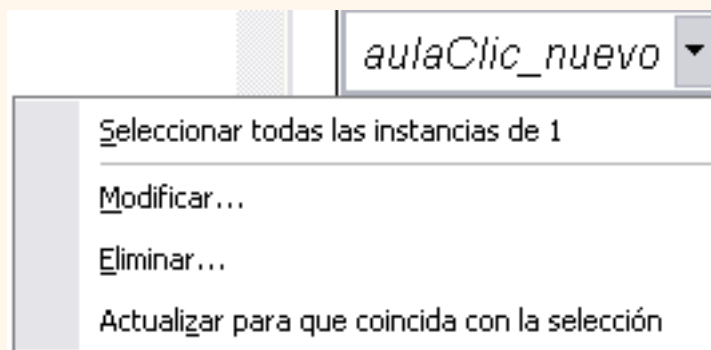 aulaClic_nuevo
Seleccionar todas las instancias de 1
Modificar...
Eliminar...
Actualizar para que coincida con la selección